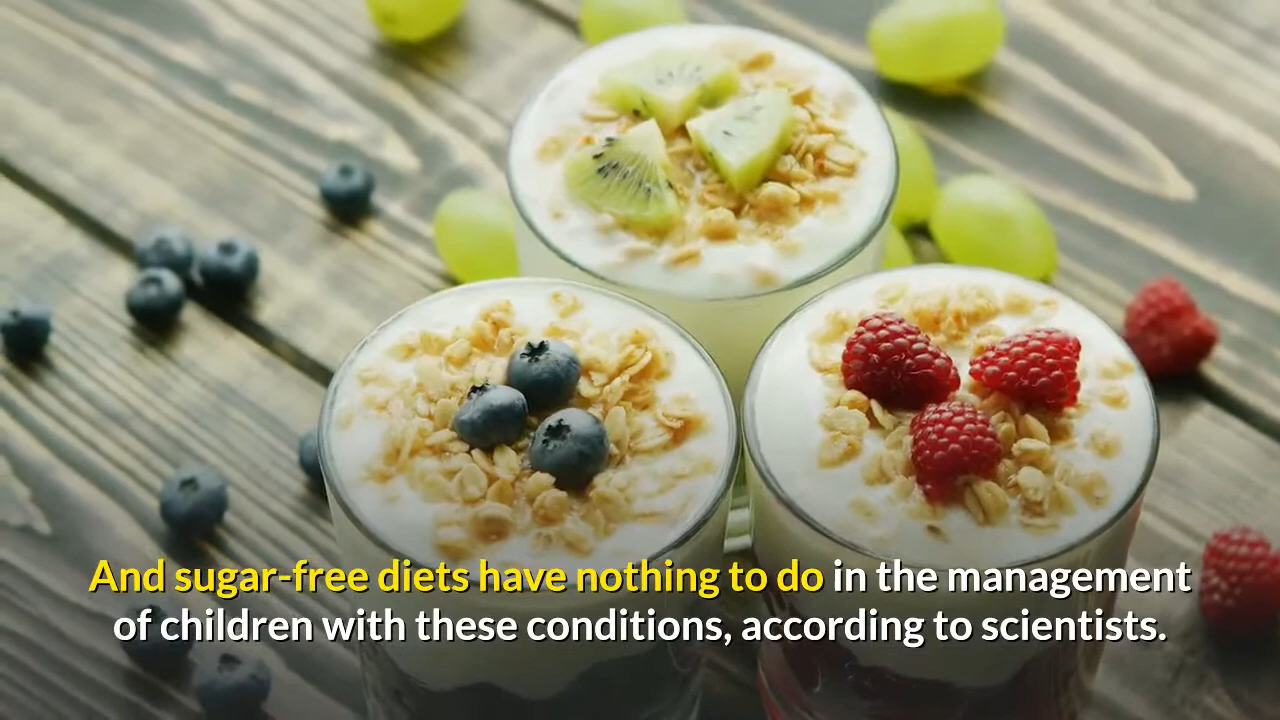 And sugar-free diets have nothing to do in the management
of children with these conditions, according to scientists.